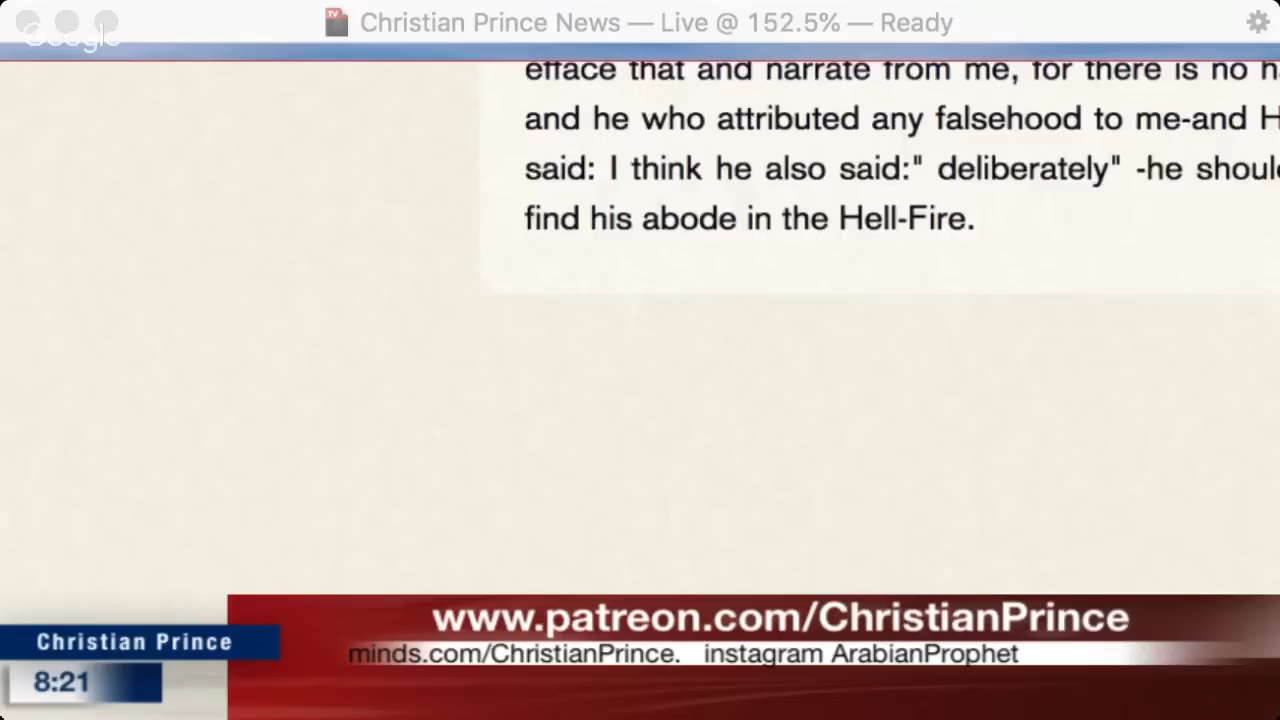 Christian Prince News — Live @ 152.5% — Ready
Google
efface that and narrate from me, for there is no
and he who attributed any falsehood to me-and
said: I think he also said:" deliberately" -he
find his abode in the Hell-Fire.
www.patreon.com/ChristianPrince
Christian Prince
minds.com/ChristianPrince. instagram ArabianProphet
8:21